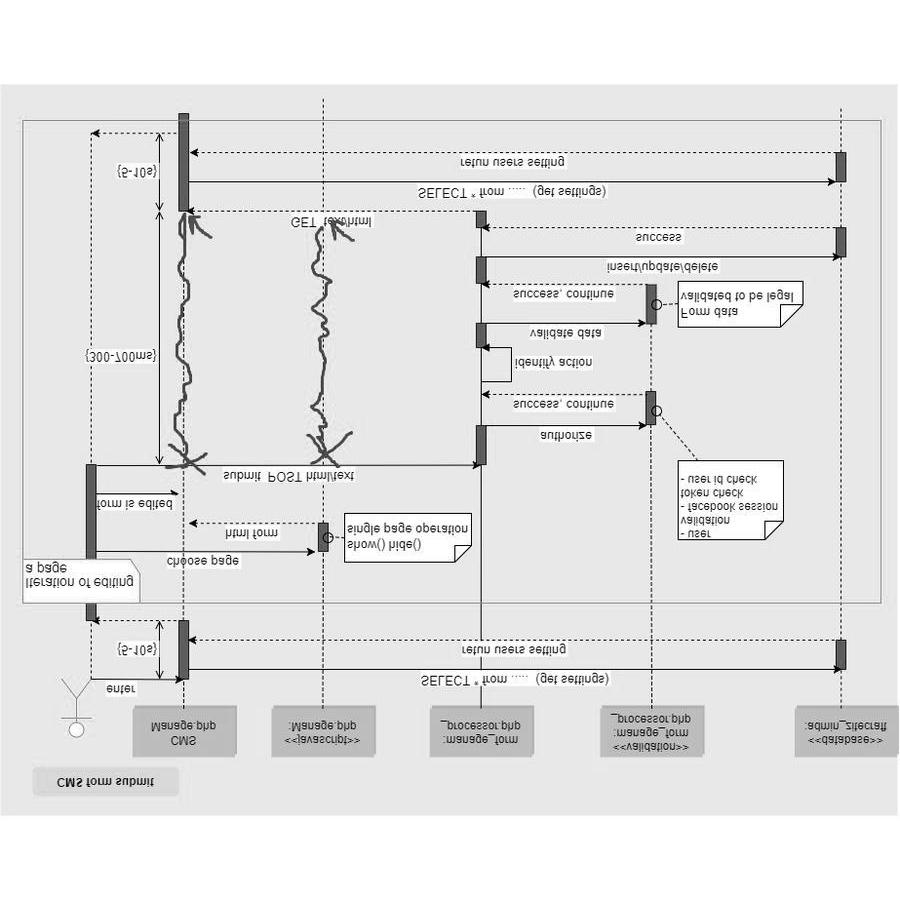 CMS form submit
CMS
Manage.php
<<javascript>>
:Manage.php
:manage_form
_processor.php
<<validation>>
:manage_form
_processor.php
<<database>>
:admin_sitecraft
enter
SELECT * from ..... (get settings)
{5-10s}
retun users setting
Iteration of editing
a page
choose page
show() hide()
single page operation
html form
form is edited
- user
validation
- facebook session
token check
- user id check
submit POST html/text
authorize
success, continue
identify action
{300-700ms}
validate data
success, continue
Form data
validated to be legal
insert/update/delete
success
GET text/html
SELECT * from ..... (get settings)
{5-10s}
retun users setting